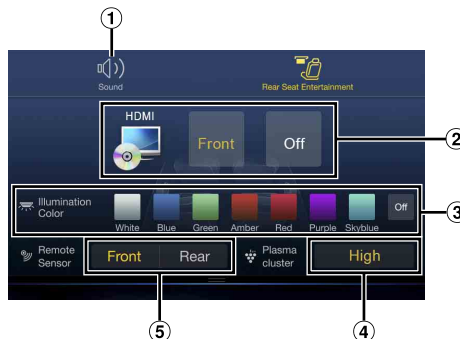 1
Sound
Rear Seat Entertainment
HDMI
Front
Off
2
Illumination
Color
White
Blue
Green
Amber
Red
Purple
Skyblue
Off
3
Remote
Sensor
Front
Rear
Plasma
cluster
High
5
4